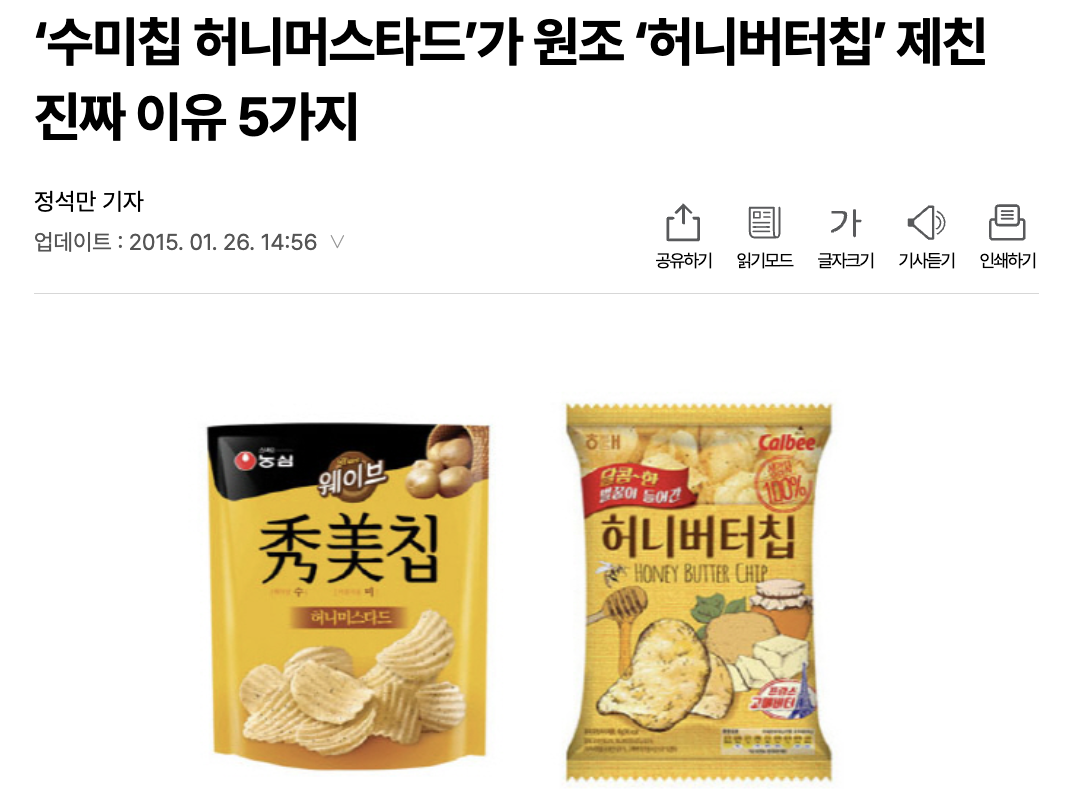 ‘수미칩 허니머스타드’가 원조 ‘허니버터칩’ 제친
진짜 이유 5가지
정석만 기자
업데이트 : 2015. 01. 26. 14:56
공유하기
읽기모드
가
글자크기
기사듣기
인쇄하기
농심
웨이브
秀美칩
수 미
허니머스타드
해태
Calbee
달콤~한
벌꿀이 들어간
100%
허니버터칩
HONEY BUTTER CHIP
프랑스
고메버터